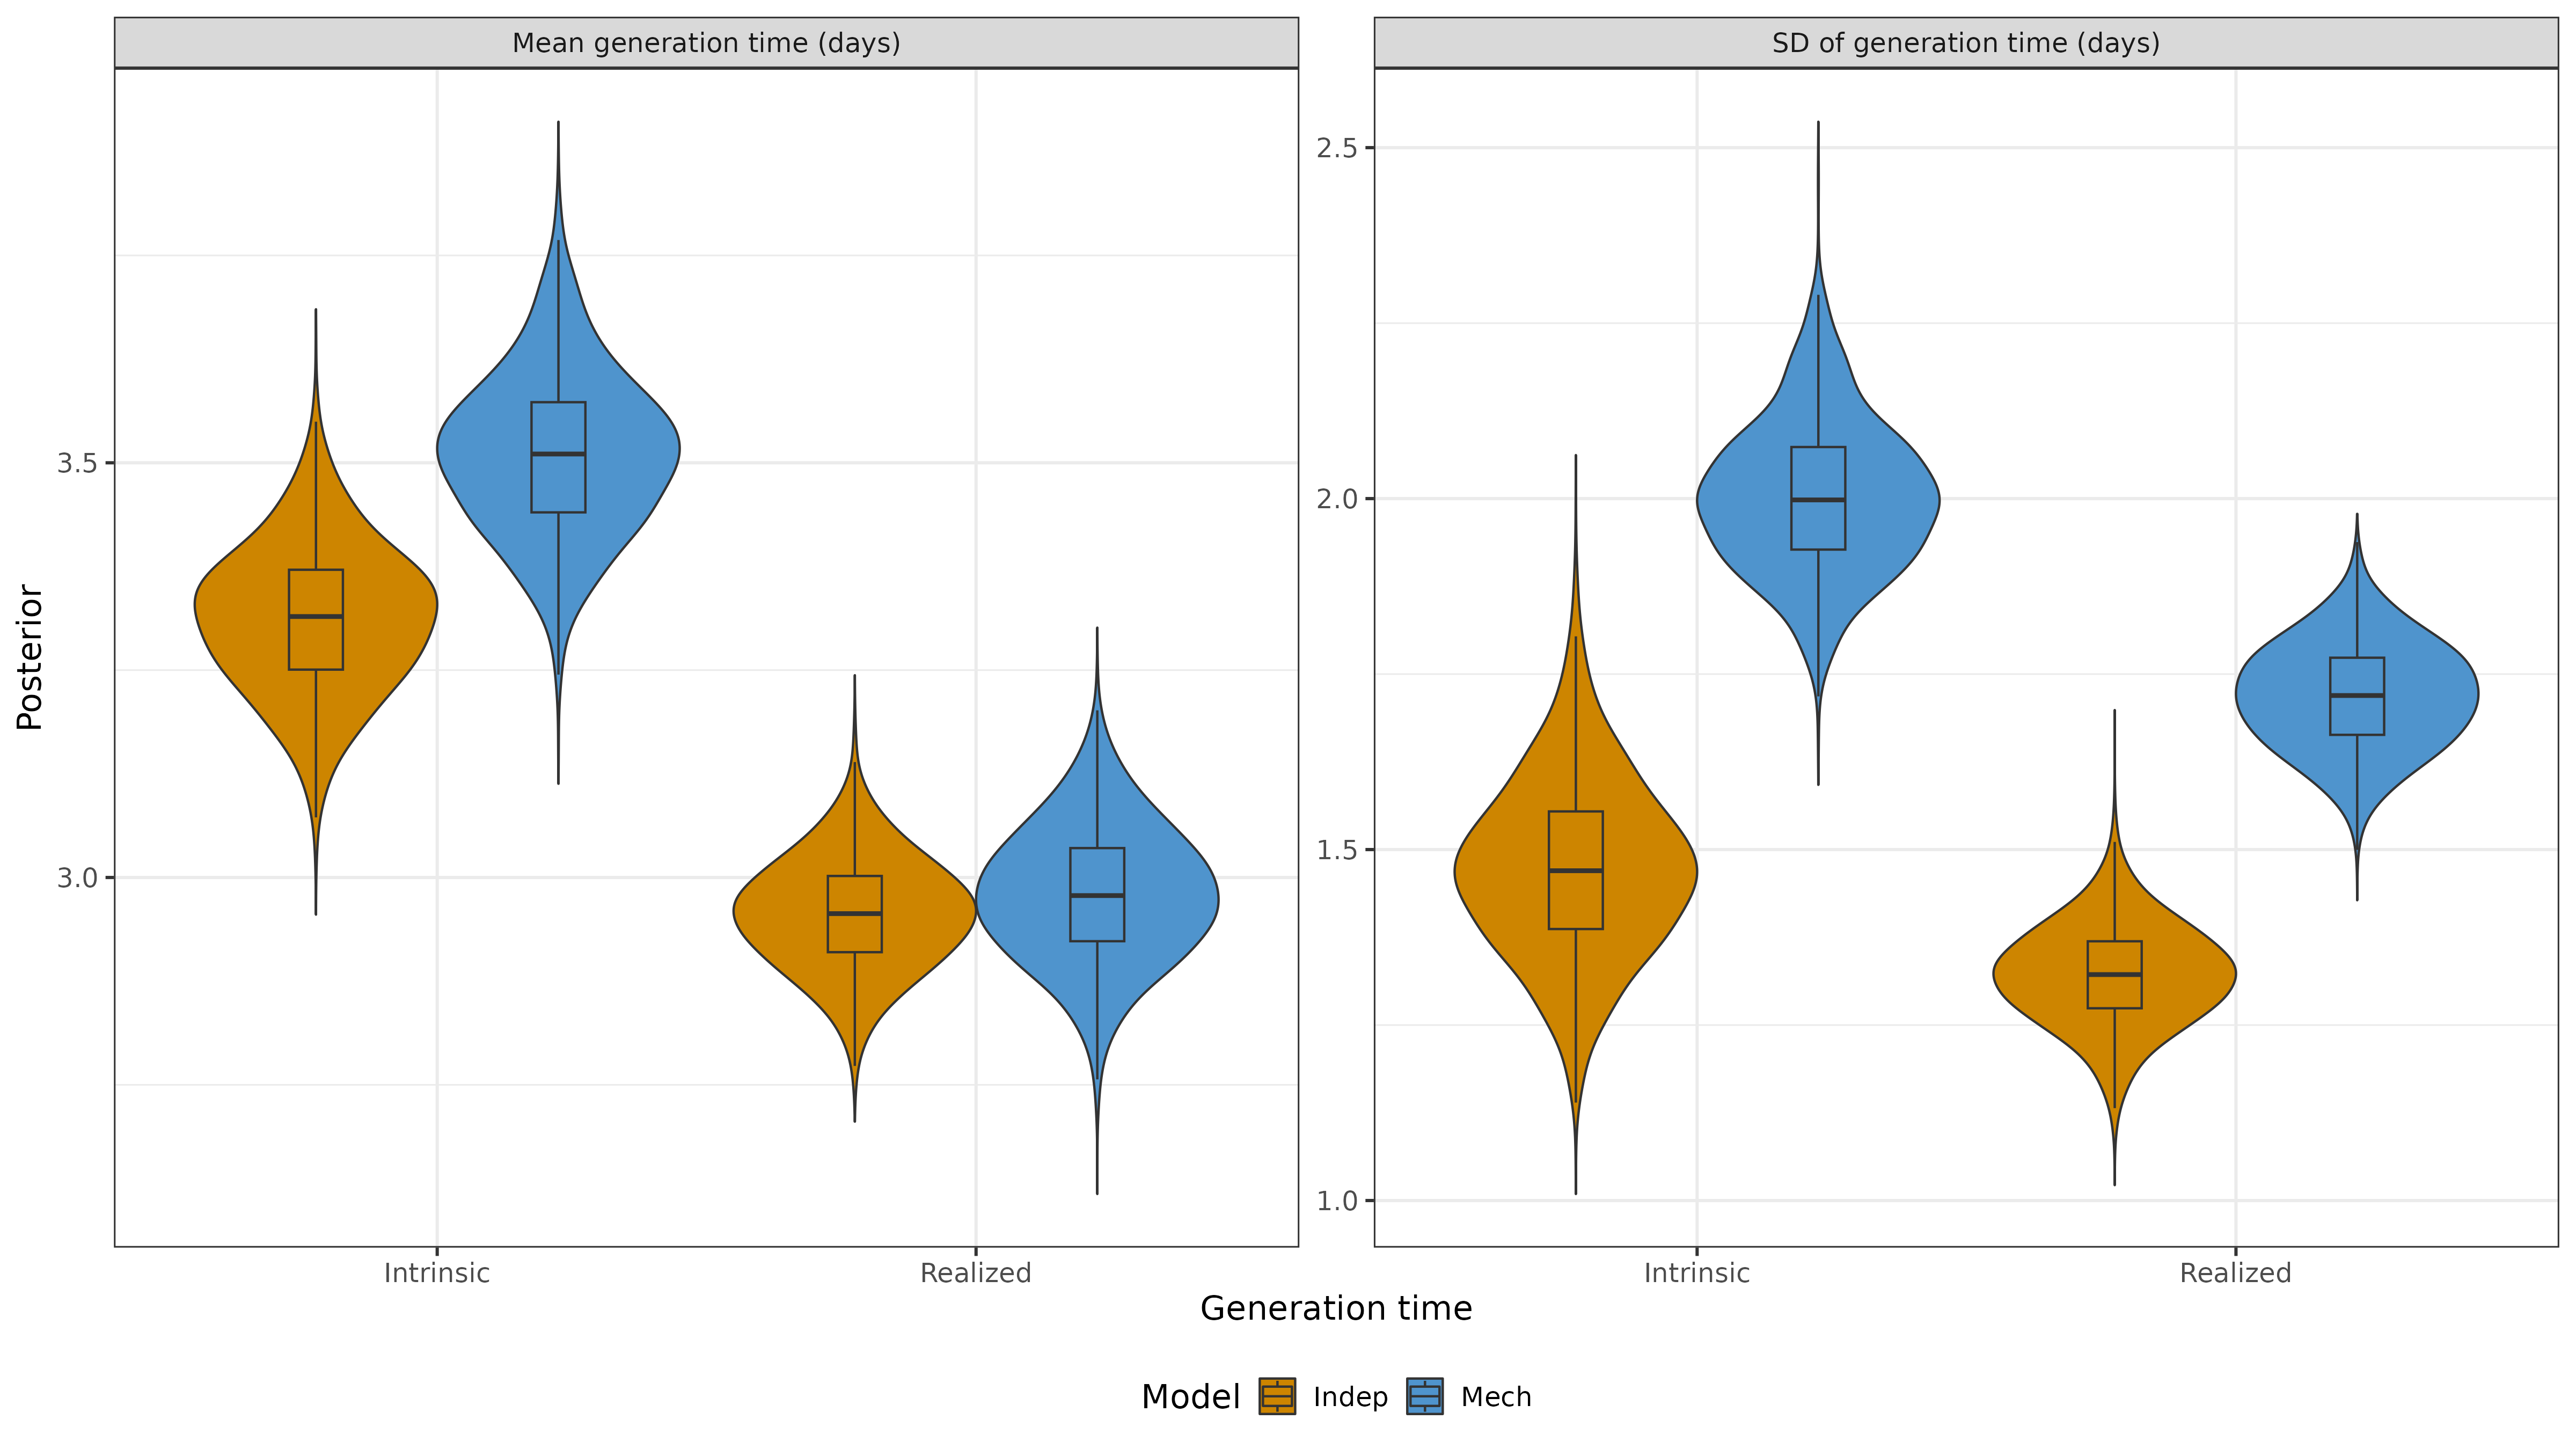 Mean generation time (days)
SD of generation time (days)
Posterior
3.5
3.0
2.5
2.0
1.5
1.0
Intrinsic
Realized
Intrinsic
Realized
Generation time
Model Indep Mech